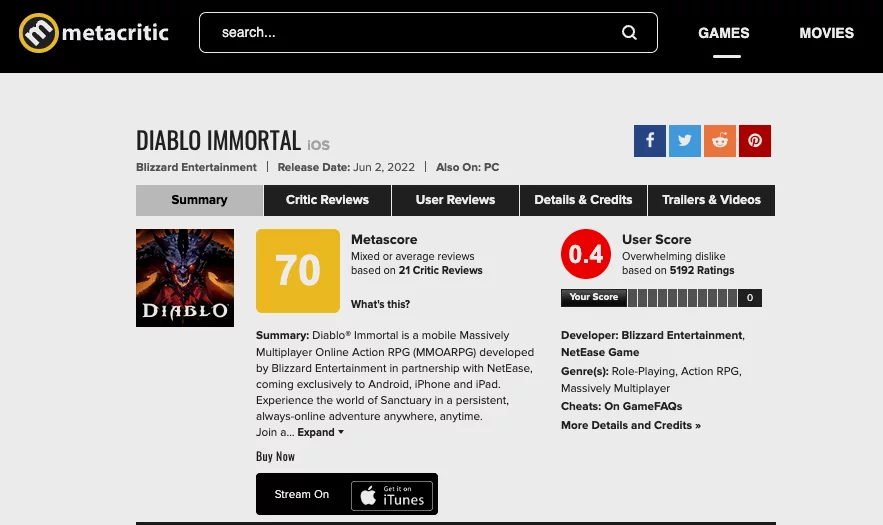 metacritic
search...
GAMES
MOVIES
DIABLO IMMORTAL iOS
Blizzard Entertainment | Release Date: Jun 2, 2022 | Also On: PC
Summary
Critic Reviews
User Reviews
Details & Credits
Trailers & Videos
DIABLO
70
Metascore
Mixed or average reviews
based on 21 Critic Reviews
What's this?
0.4
User Score
Overwhelming dislike
based on 5192 Ratings
Your Score
0
Summary: Diablo® Immortal is a mobile Massively
Multiplayer Online Action RPG (MMOARPG) developed
by Blizzard Entertainment in partnership with NetEase,
coming exclusively to Android, iPhone and iPad.
Experience the world of Sanctuary in a persistent,
always-online adventure anywhere, anytime.
Join a... Expand
Developer: Blizzard Entertainment,
NetEase Game
Genre(s): Role-Playing, Action RPG,
Massively Multiplayer
Cheats: On GameFAQs
More Details and Credits »
Buy Now
Stream On
Get it on
iTunes